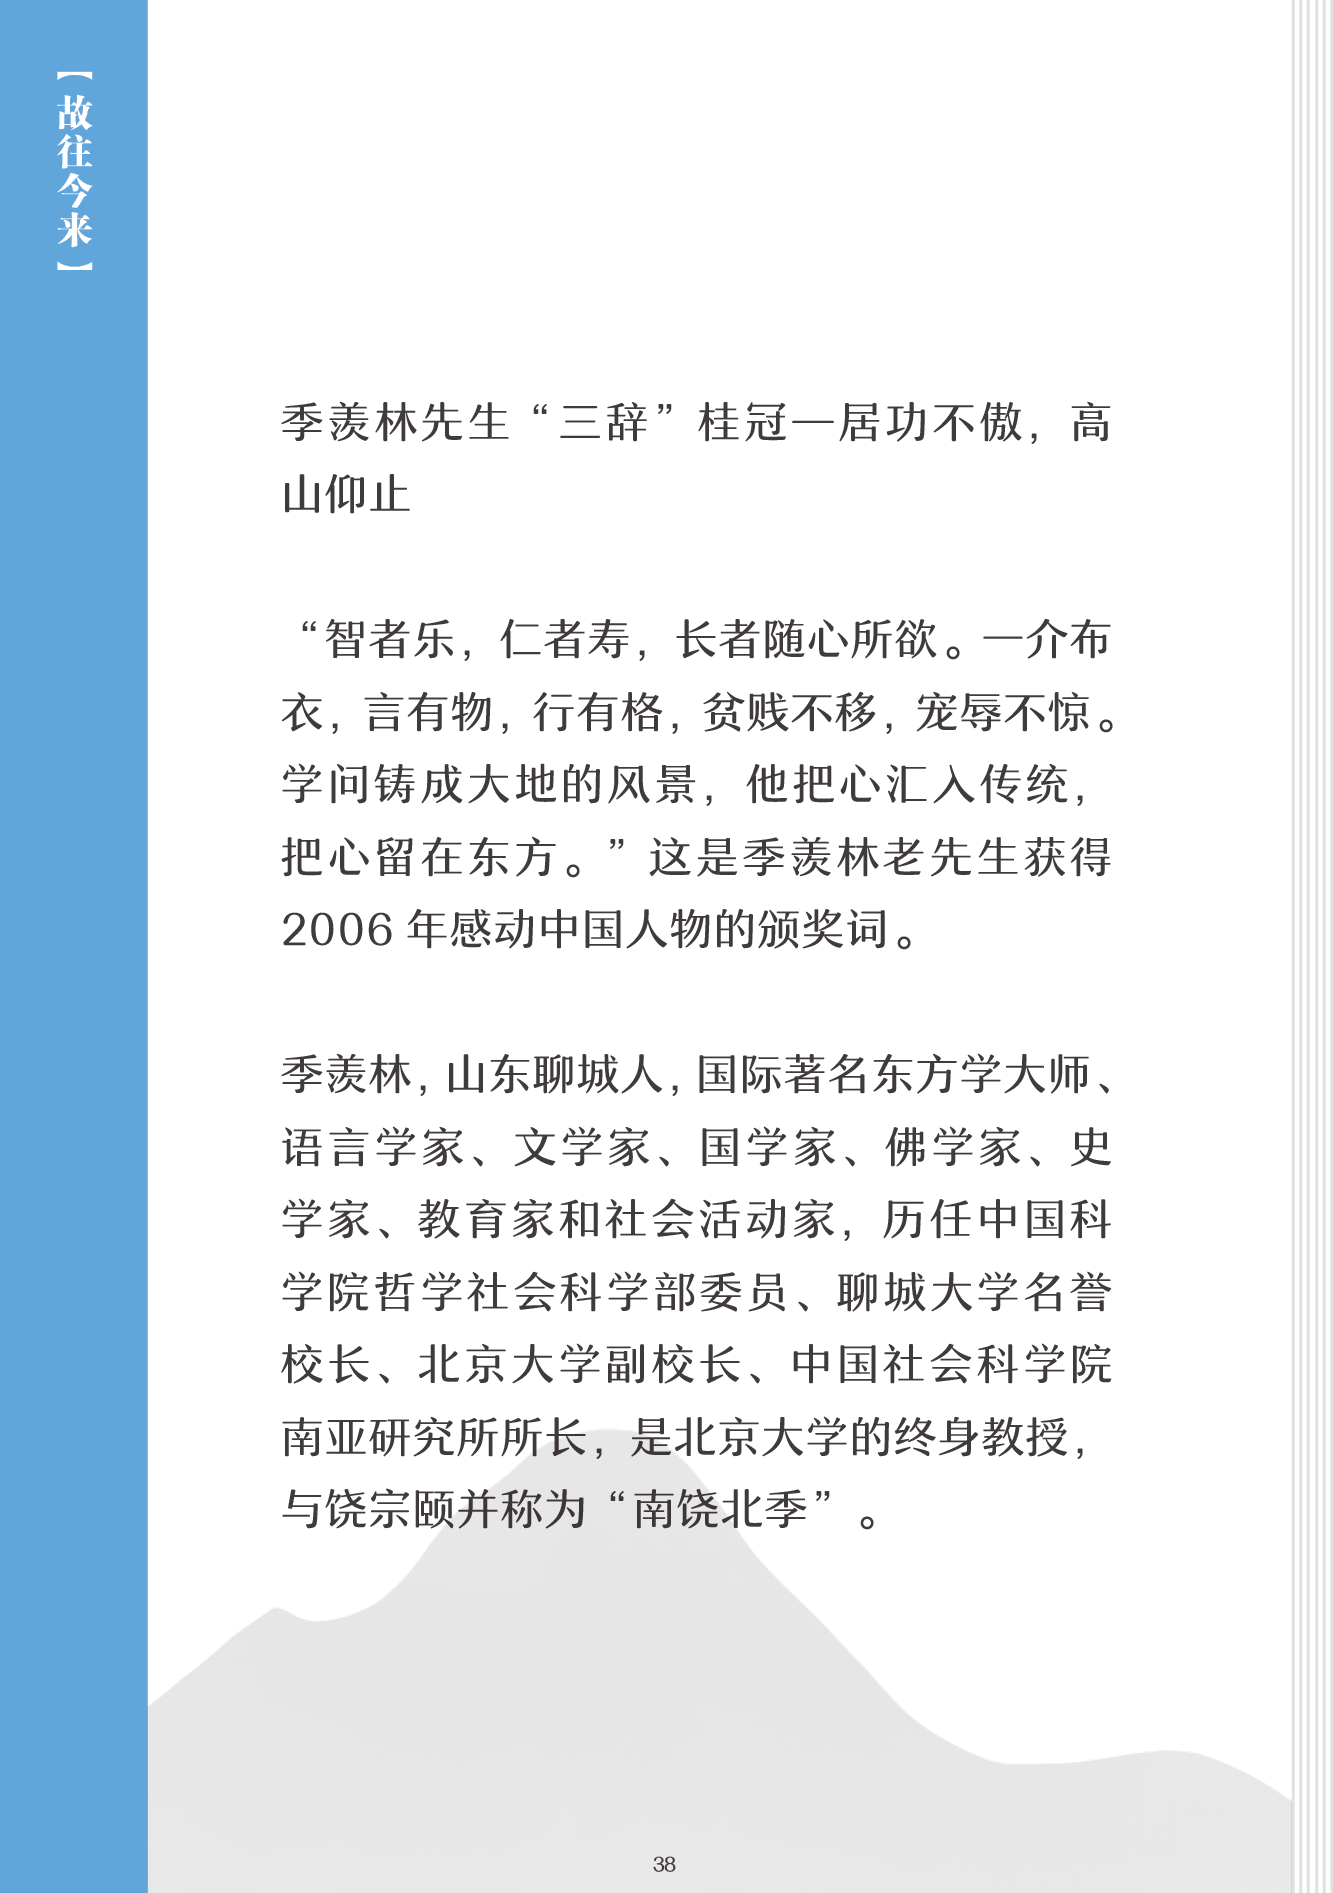 【故往今来】
季羡林先生“三辞”桂冠—居功不傲，高
山仰止
“智者乐，仁者寿，长者随心所欲。一介布
衣，言有物，行有格，贫贱不移，宠辱不惊。
学问铸成大地的风景，他把心汇入传统，
把心留在东方。”这是季羡林老先生获得
2006 年感动中国人物的颁奖词。
季羡林，山东聊城人，国际著名东方学大师、
语言学家、文学家、国学家、佛学家、史
学家、教育家和社会活动家，历任中国科
学院哲学社会科学部委员、聊城大学名誉
校长、北京大学副校长、中国社会科学院
南亚研究所所长，是北京大学的终身教授，
与饶宗颐并称为“南饶北季”。
38